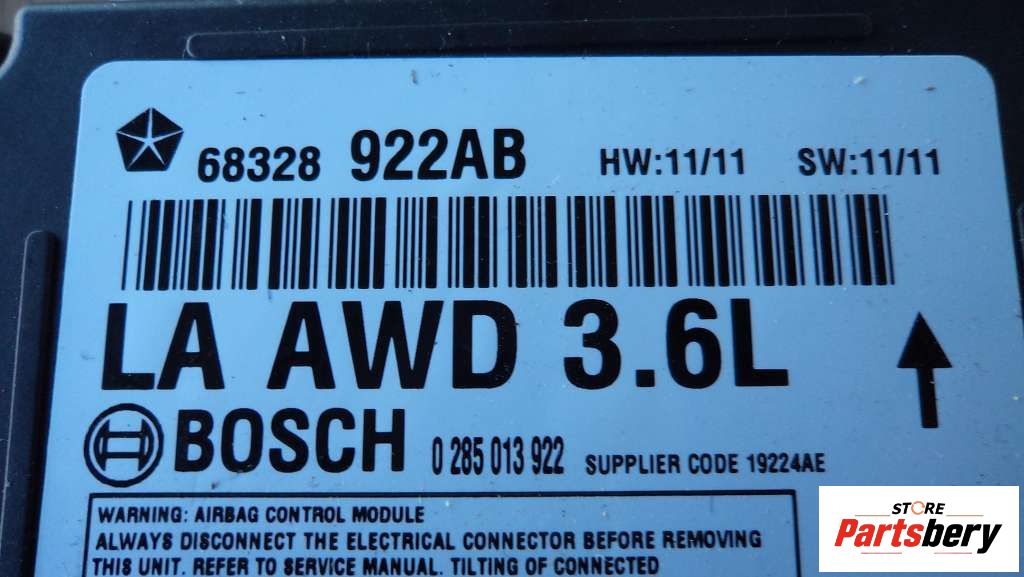 68328 922AB HW:11/11 SW:11/11
LA AWD 3.6L
BOSCH 0 285 013 922 SUPPLIER CODE 19224AE
WARNING: AIRBAG CONTROL MODULE
ALWAYS DISCONNECT THE ELECTRICAL CONNECTOR BEFORE REMOVING
THIS UNIT. REFER TO SERVICE MANUAL. TILTING OF CONNECTED
STORE
Partsbery